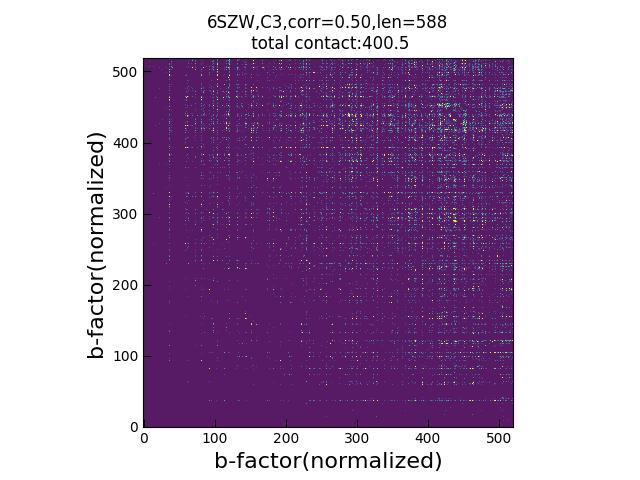 6SZW,C3,corr=0.50,len=588
total contact:400.5
500
400
300
200
100
0
b-factor(normalized)
0 100 200 300 400 500
b-factor(normalized)